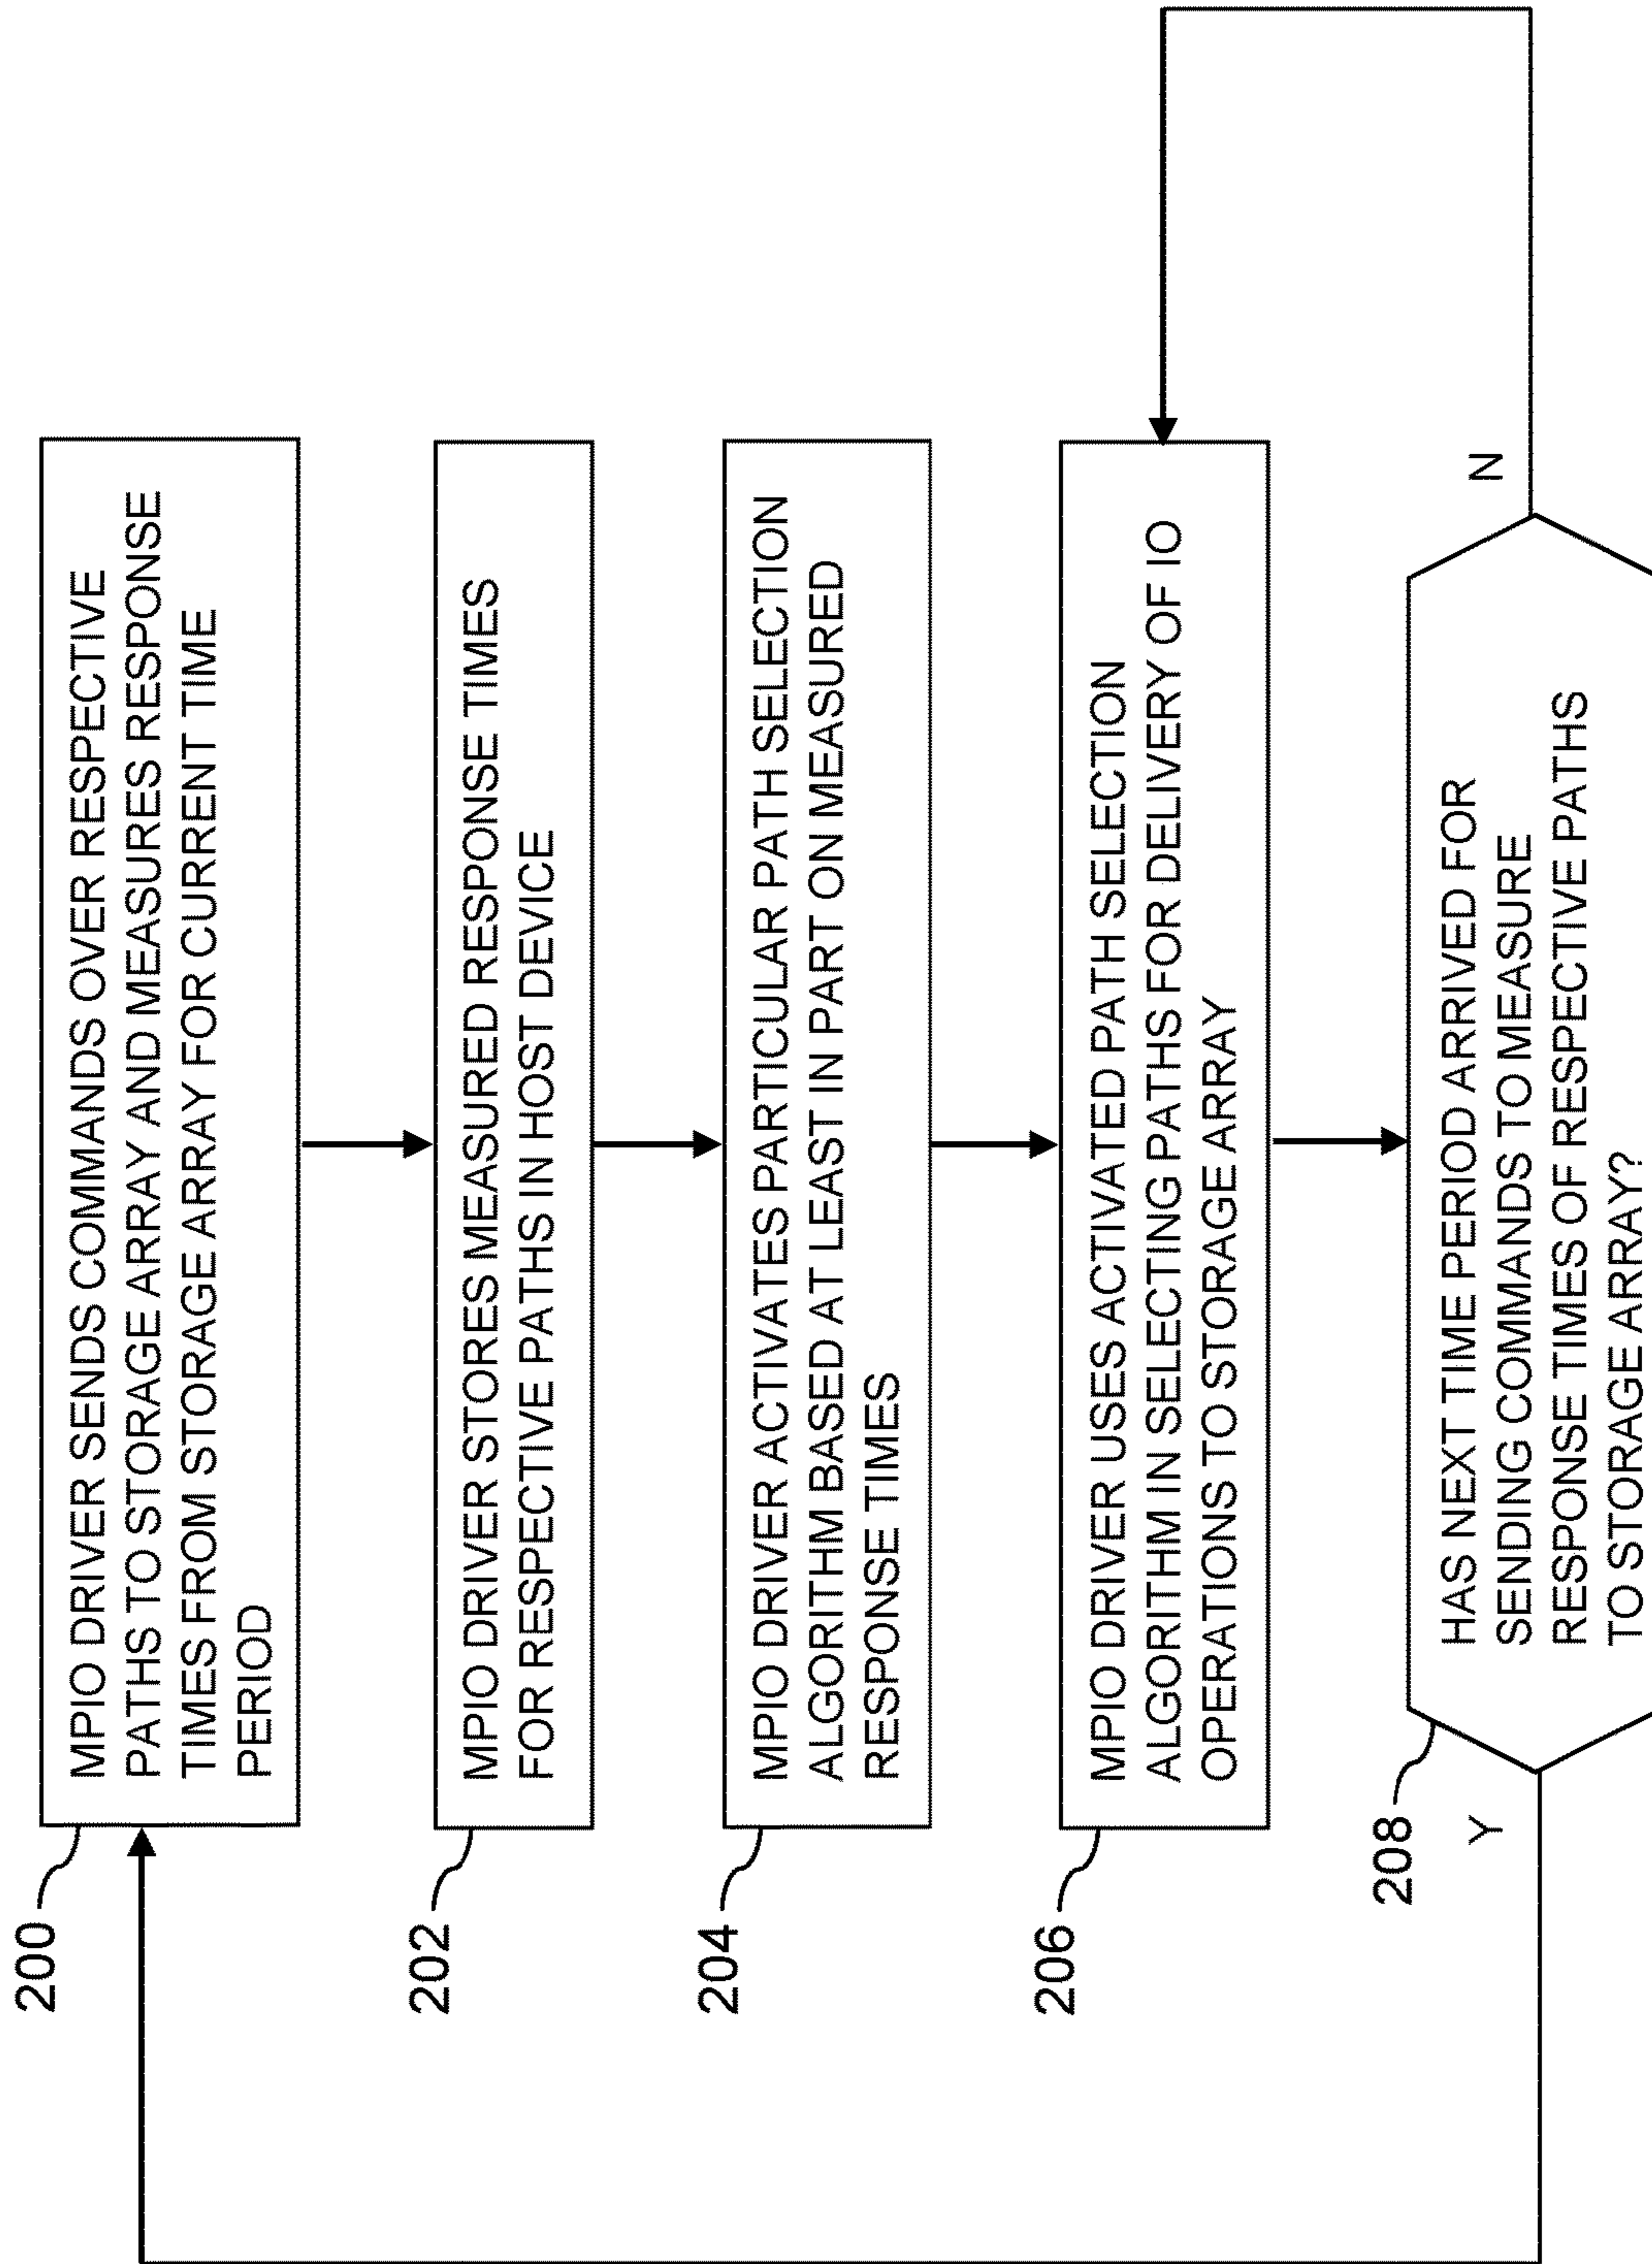 200
MPIO DRIVER SENDS COMMANDS OVER RESPECTIVE
PATHS TO STORAGE ARRAY AND MEASURES RESPONSE
TIMES FROM STORAGE ARRAY FOR CURRENT TIME
PERIOD
202
MPIO DRIVER STORES MEASURED RESPONSE TIMES
FOR RESPECTIVE PATHS IN HOST DEVICE
204
MPIO DRIVER ACTIVATES PARTICULAR PATH SELECTION
ALGORITHM BASED AT LEAST IN PART ON MEASURED
RESPONSE TIMES
206
MPIO DRIVER USES ACTIVATED PATH SELECTION
ALGORITHM IN SELECTING PATHS FOR DELIVERY OF IO
OPERATIONS TO STORAGE ARRAY
208
Y
HAS NEXT TIME PERIOD ARRIVED FOR
SENDING COMMANDS TO MEASURE
RESPONSE TIMES OF RESPECTIVE PATHS
TO STORAGE ARRAY?
N